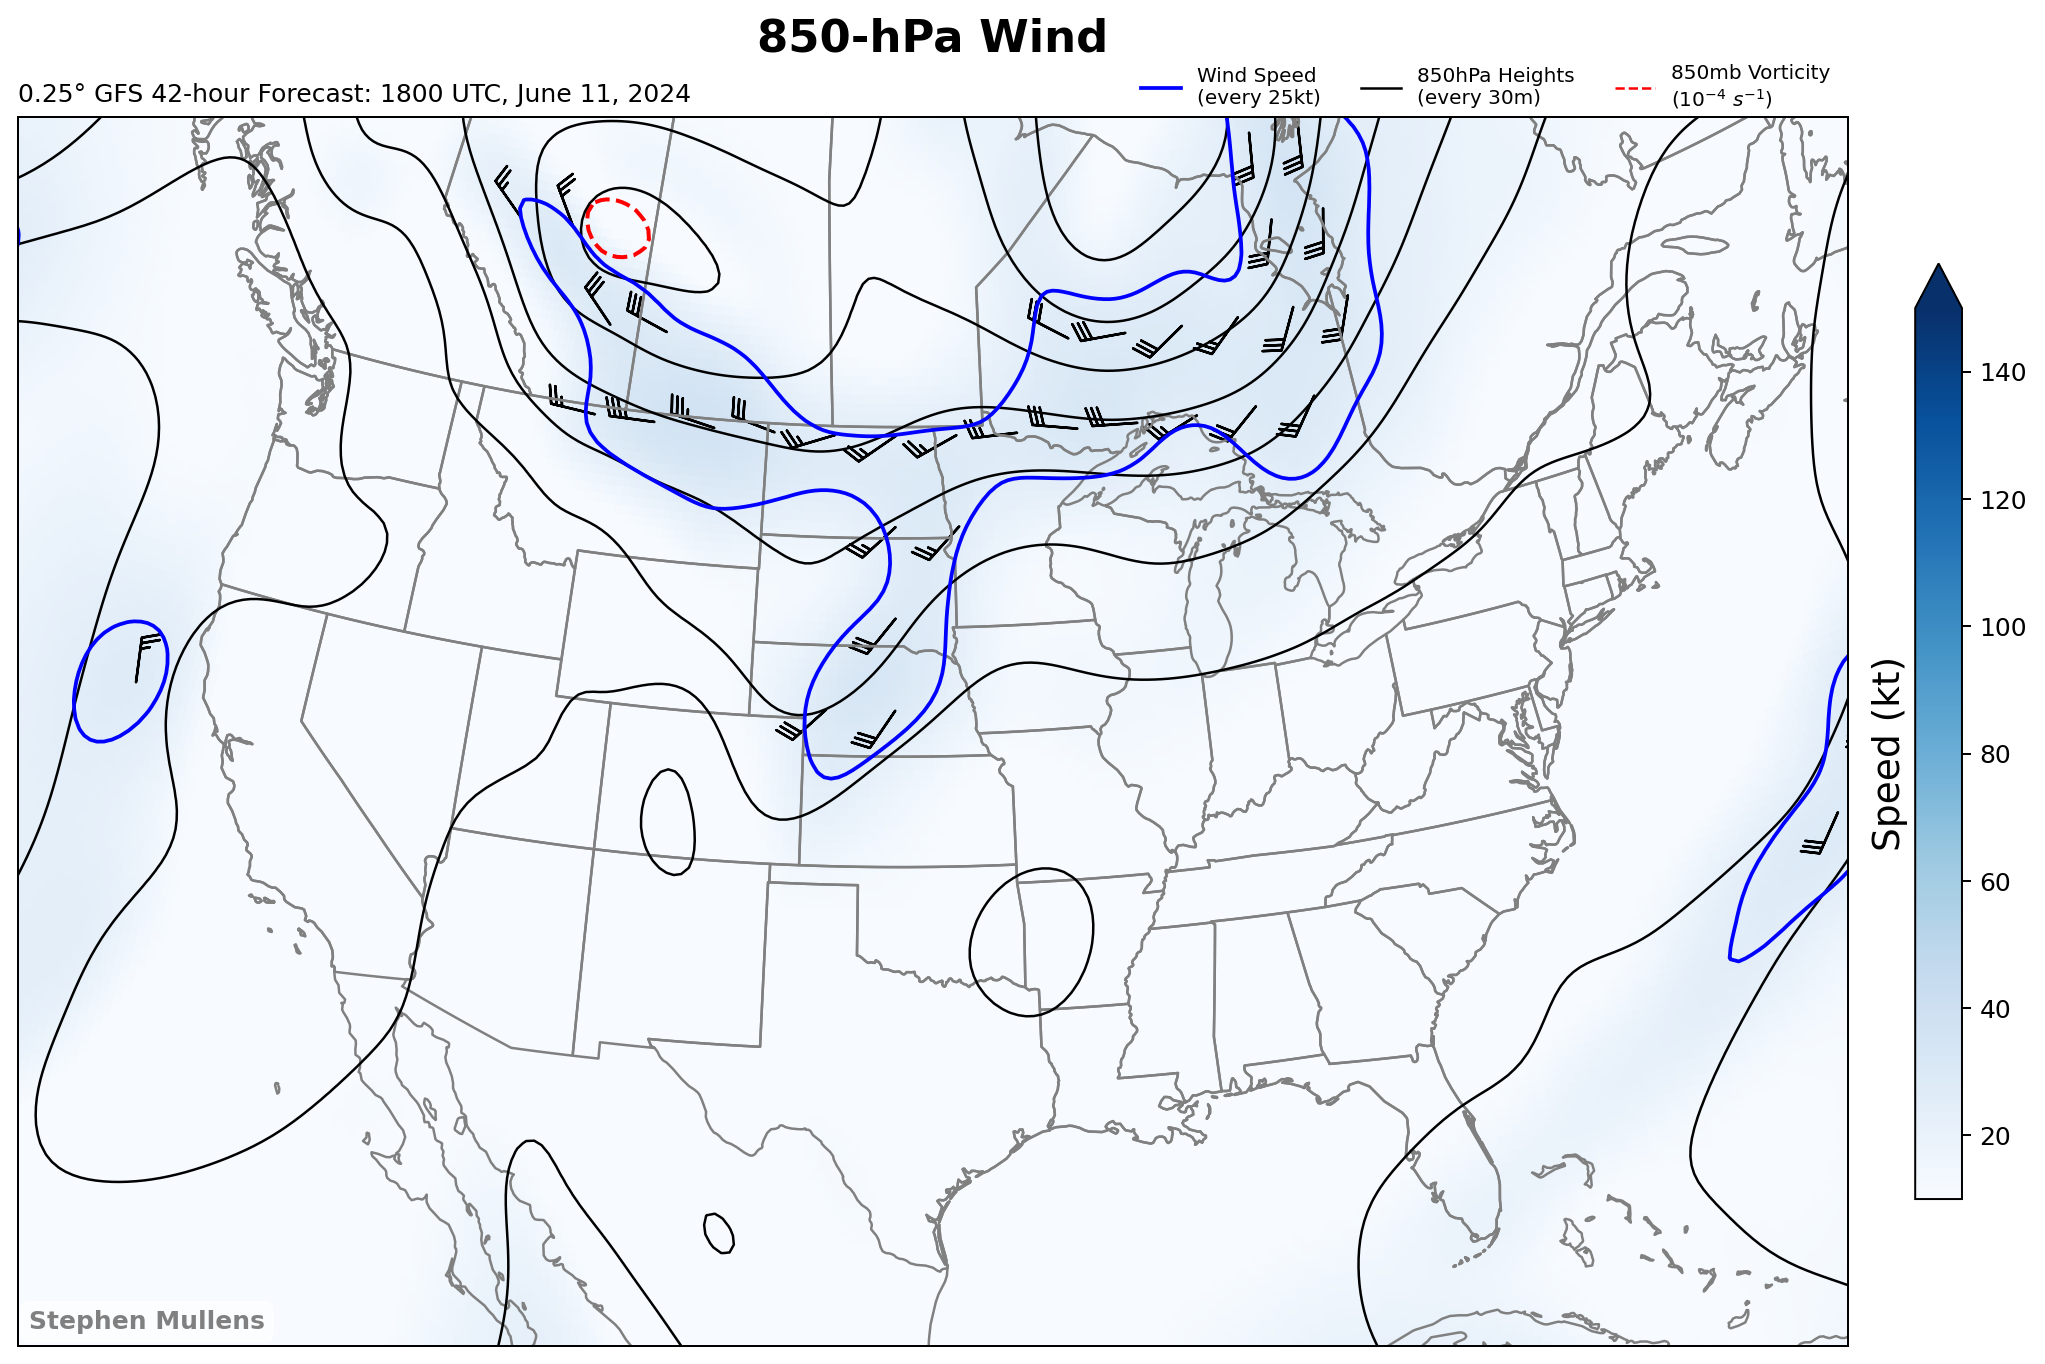 850-hPa Wind
0.25° GFS 42-hour Forecast: 1800 UTC, June 11, 2024
Wind Speed
(every 25kt)
850hPa Heights
(every 30m)
850mb Vorticity
(10⁻⁴ s⁻¹)
140
120
100
80
60
40
20
Speed (kt)
Stephen Mullens